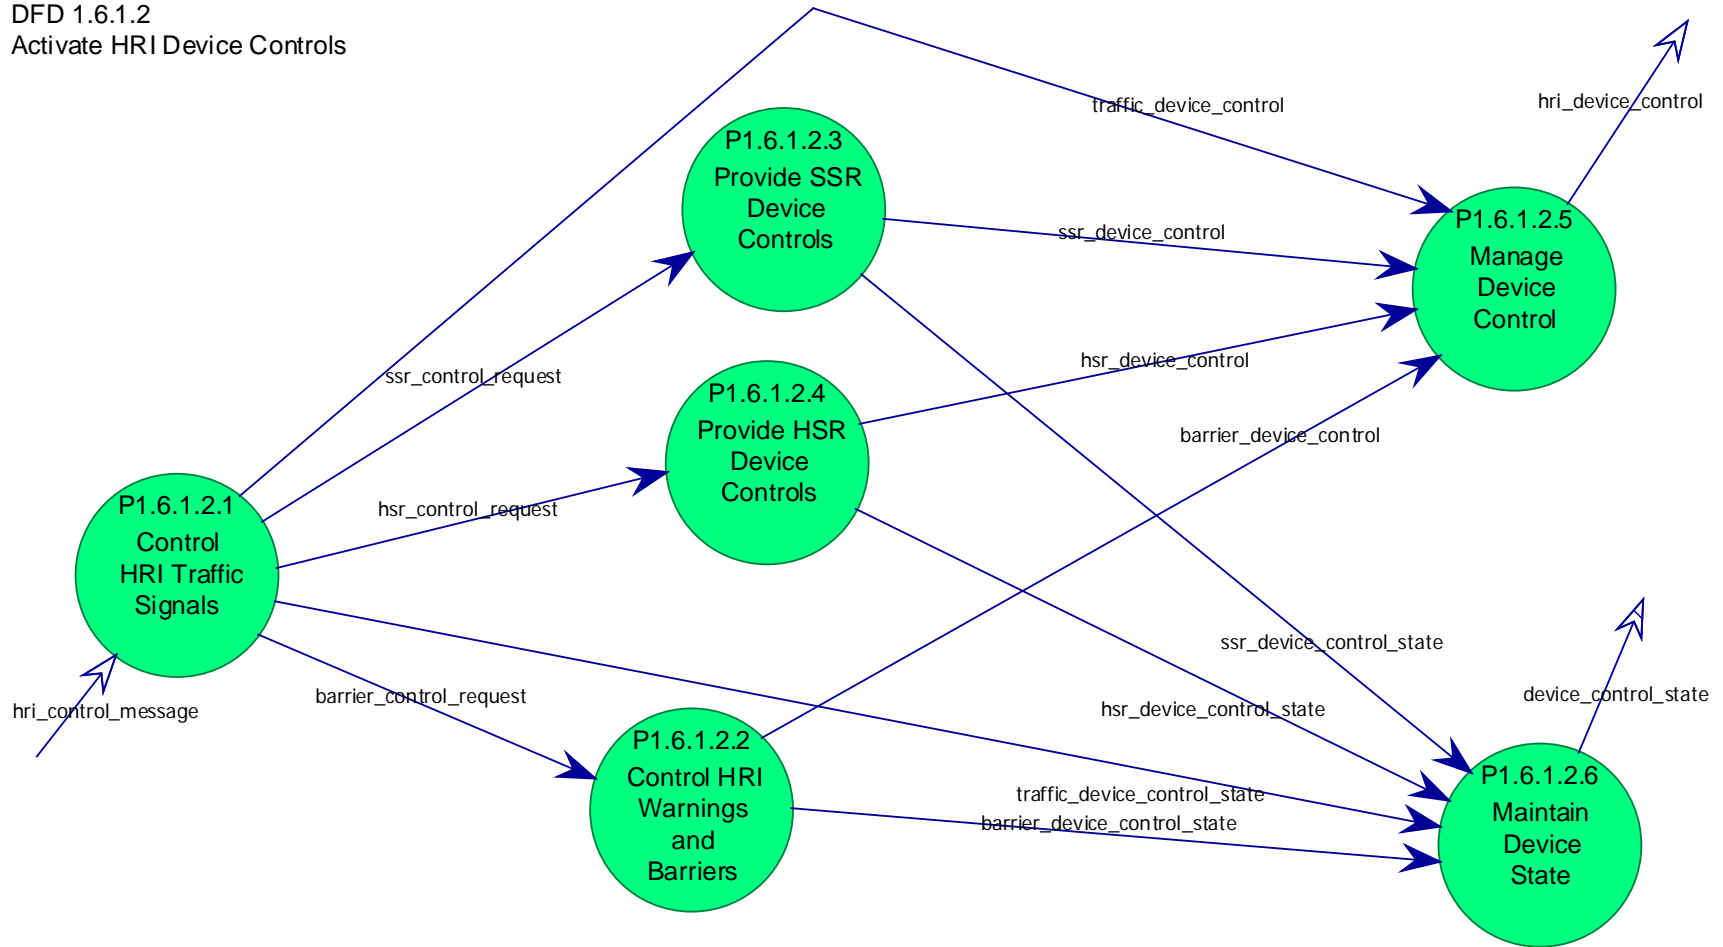 DFD 1.6.1.2
Activate HRI Device Controls
traffic_device_control
hri_device_control
P1.6.1.2.3
Provide SSR
Device
Controls
ssr_device_control
P1.6.1.2.5
Manage
Device
Control
ssr_control_request
hsr_device_control
P1.6.1.2.4
Provide HSR
Device
Controls
barrier_device_control
hsr_control_request
P1.6.1.2.1
Control
HRI Traffic
Signals
ssr_device_control_state
hri_control_message
barrier_control_request
hsr_device_control_state
device_control_state
P1.6.1.2.2
Control HRI
Warnings
and
Barriers
traffic_device_control_state
barrier_device_control_state
P1.6.1.2.6
Maintain
Device
State